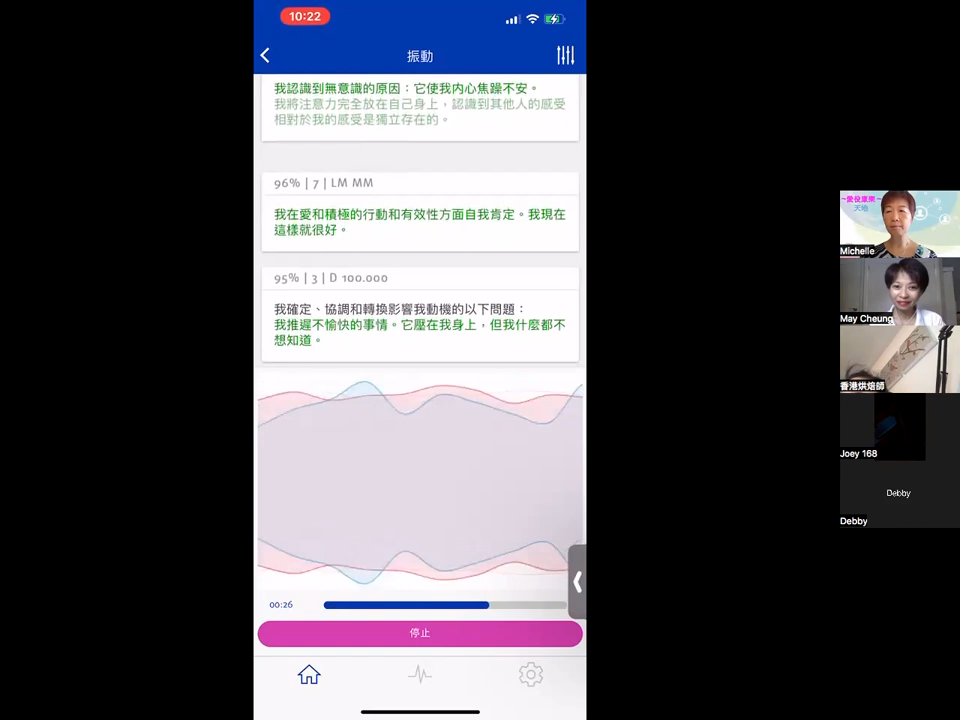 10:22
振動
我認識到無意識的原因：它使我內心焦躁不安。
我將注意力完全放在自己身上，認識到其他人的感受
相對於我的感受是獨立存在的。
96% | 7 | LM MM
我在愛和積極的行動和有效性方面自我肯定。我現在
這樣就很好。
95% | 3 | D 100.000
我確定、協調和轉換影響我動機的以下問題：
我推遲不愉快的事情。它壓在我身上，但我什麼都不
想知道。
00:26
停止
~愛役康樂~
天地
Michelle
May Cheung
香港烘焙師
Joey 168
Debby
Debby